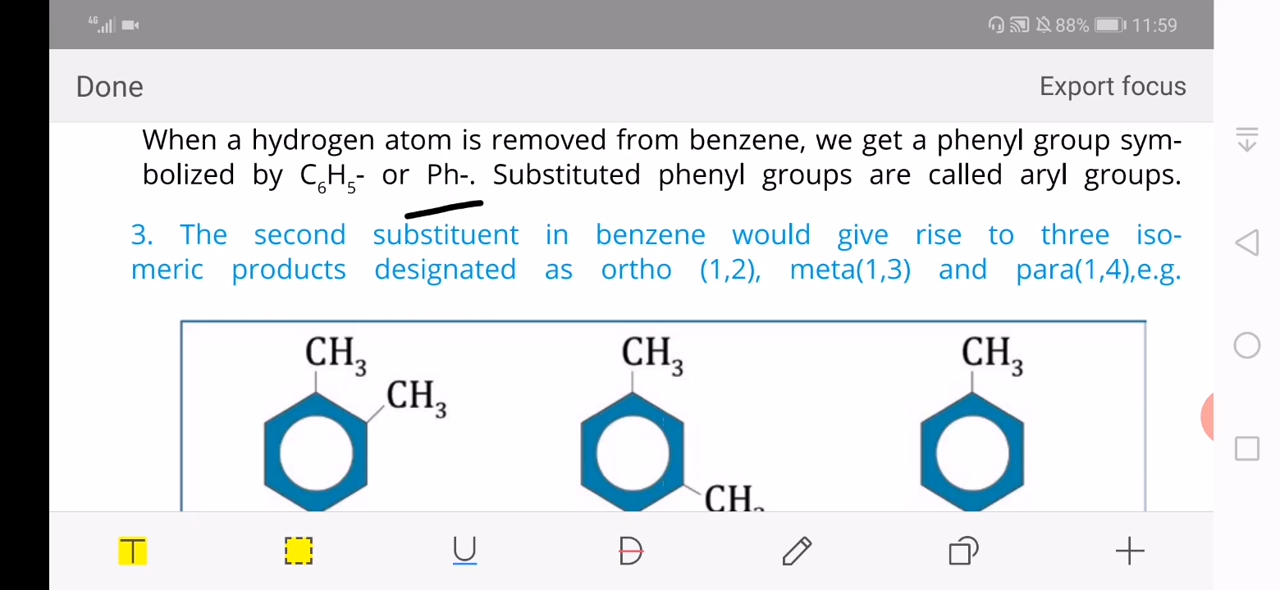 4G 88% 11:59
Done Export focus
When a hydrogen atom is removed from benzene, we get a phenyl group sym-
bolized by C₆H₅- or Ph-. Substituted phenyl groups are called aryl groups.
3. The second substituent in benzene would give rise to three iso-
meric products designated as ortho (1,2), meta(1,3) and para(1,4),e.g.
CH₃ CH₃ CH₃
CH₃
CH₃
T U D